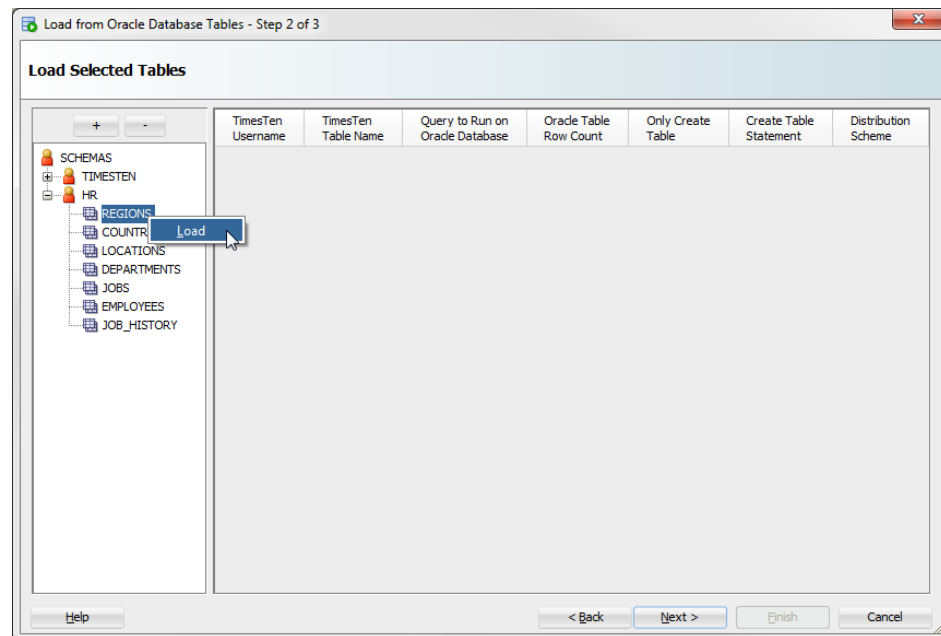 Load from Oracle Database Tables - Step 2 of 3
Load Selected Tables
+ -
SCHEMAS
TIMESTEN
HR
REGIONS
Load
COUNTR
LOCATIONS
DEPARTMENTS
JOBS
EMPLOYEES
JOB_HISTORY
TimesTen Username
TimesTen Table Name
Query to Run on Oracle Database
Oracle Table Row Count
Only Create Table
Create Table Statement
Distribution Scheme
Help
< Back
Next >
Finish
Cancel